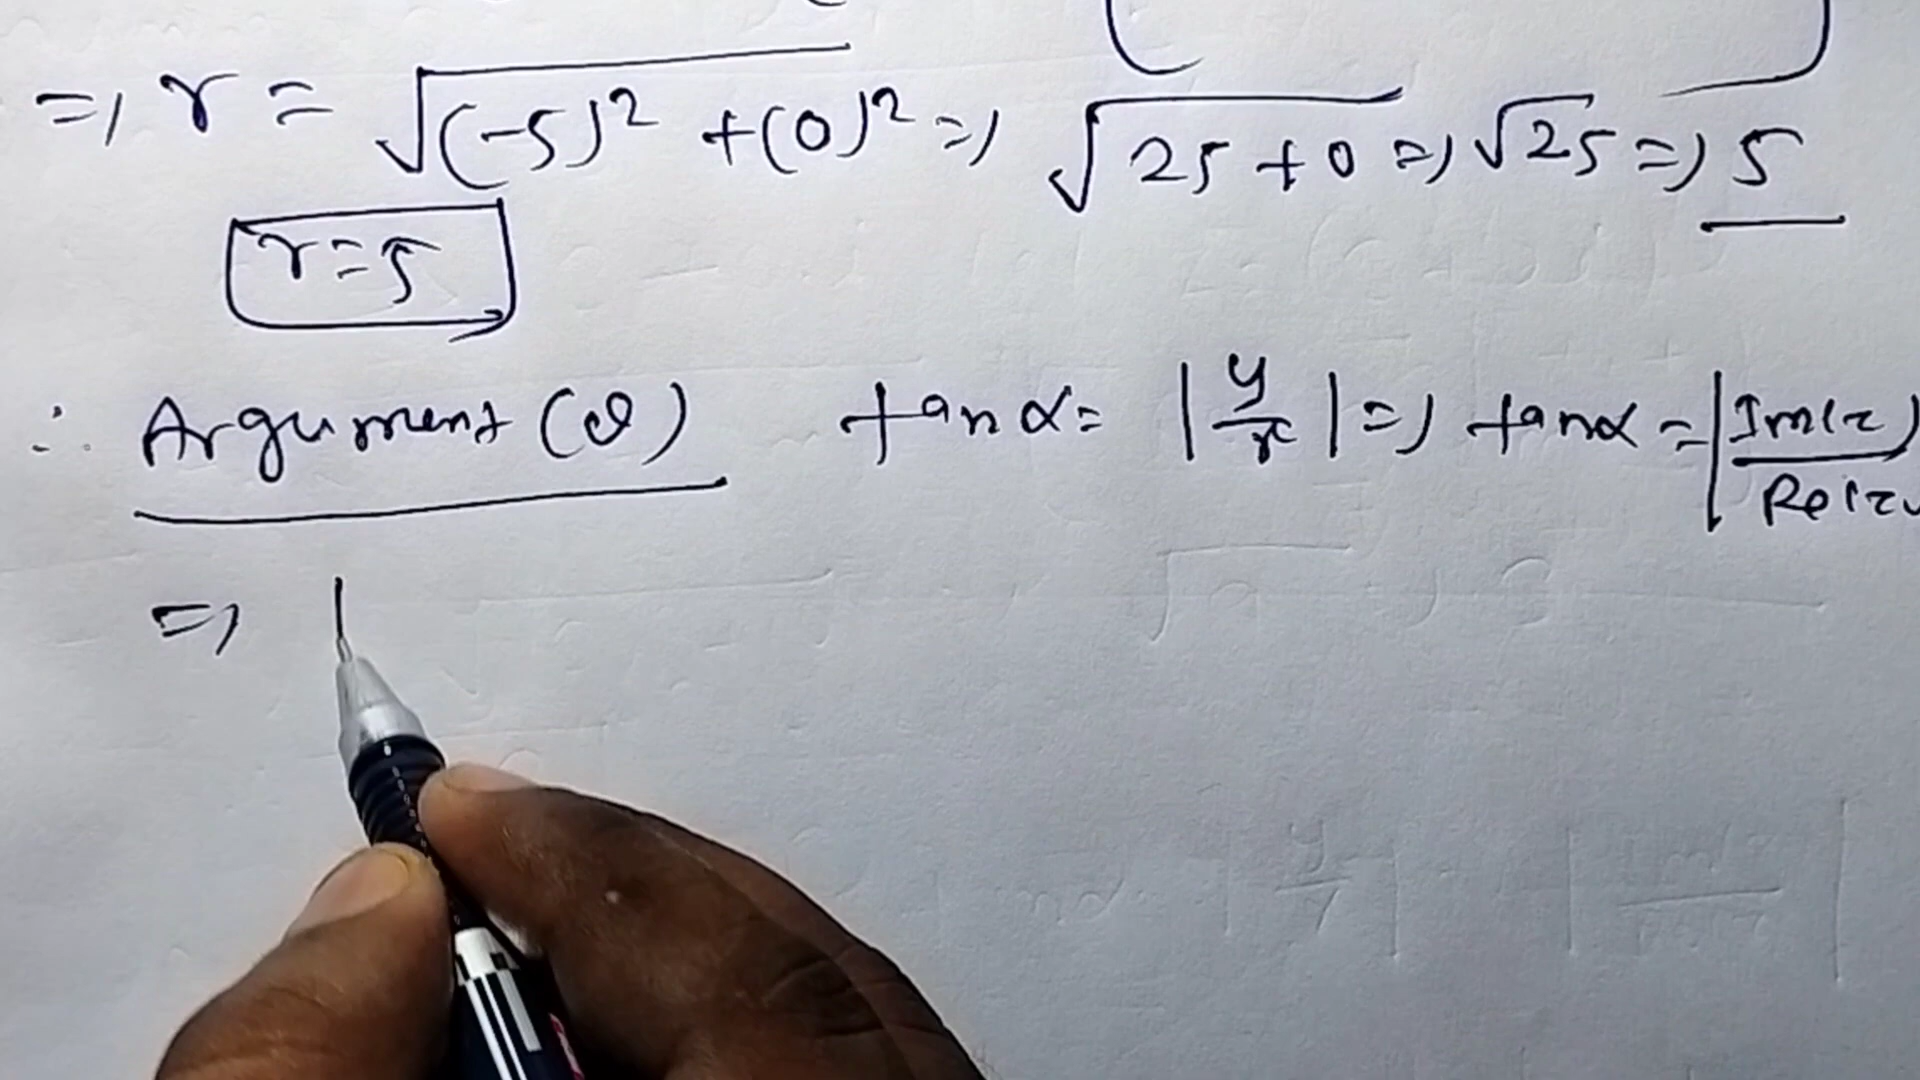 =) r = √(-5)² + (0)² =) √25 + 0 =) √25 =) 5
r = 5
∴ Argument (θ) tan α = |y/x| =) tan α = |Im(z)/Re(z)
=)